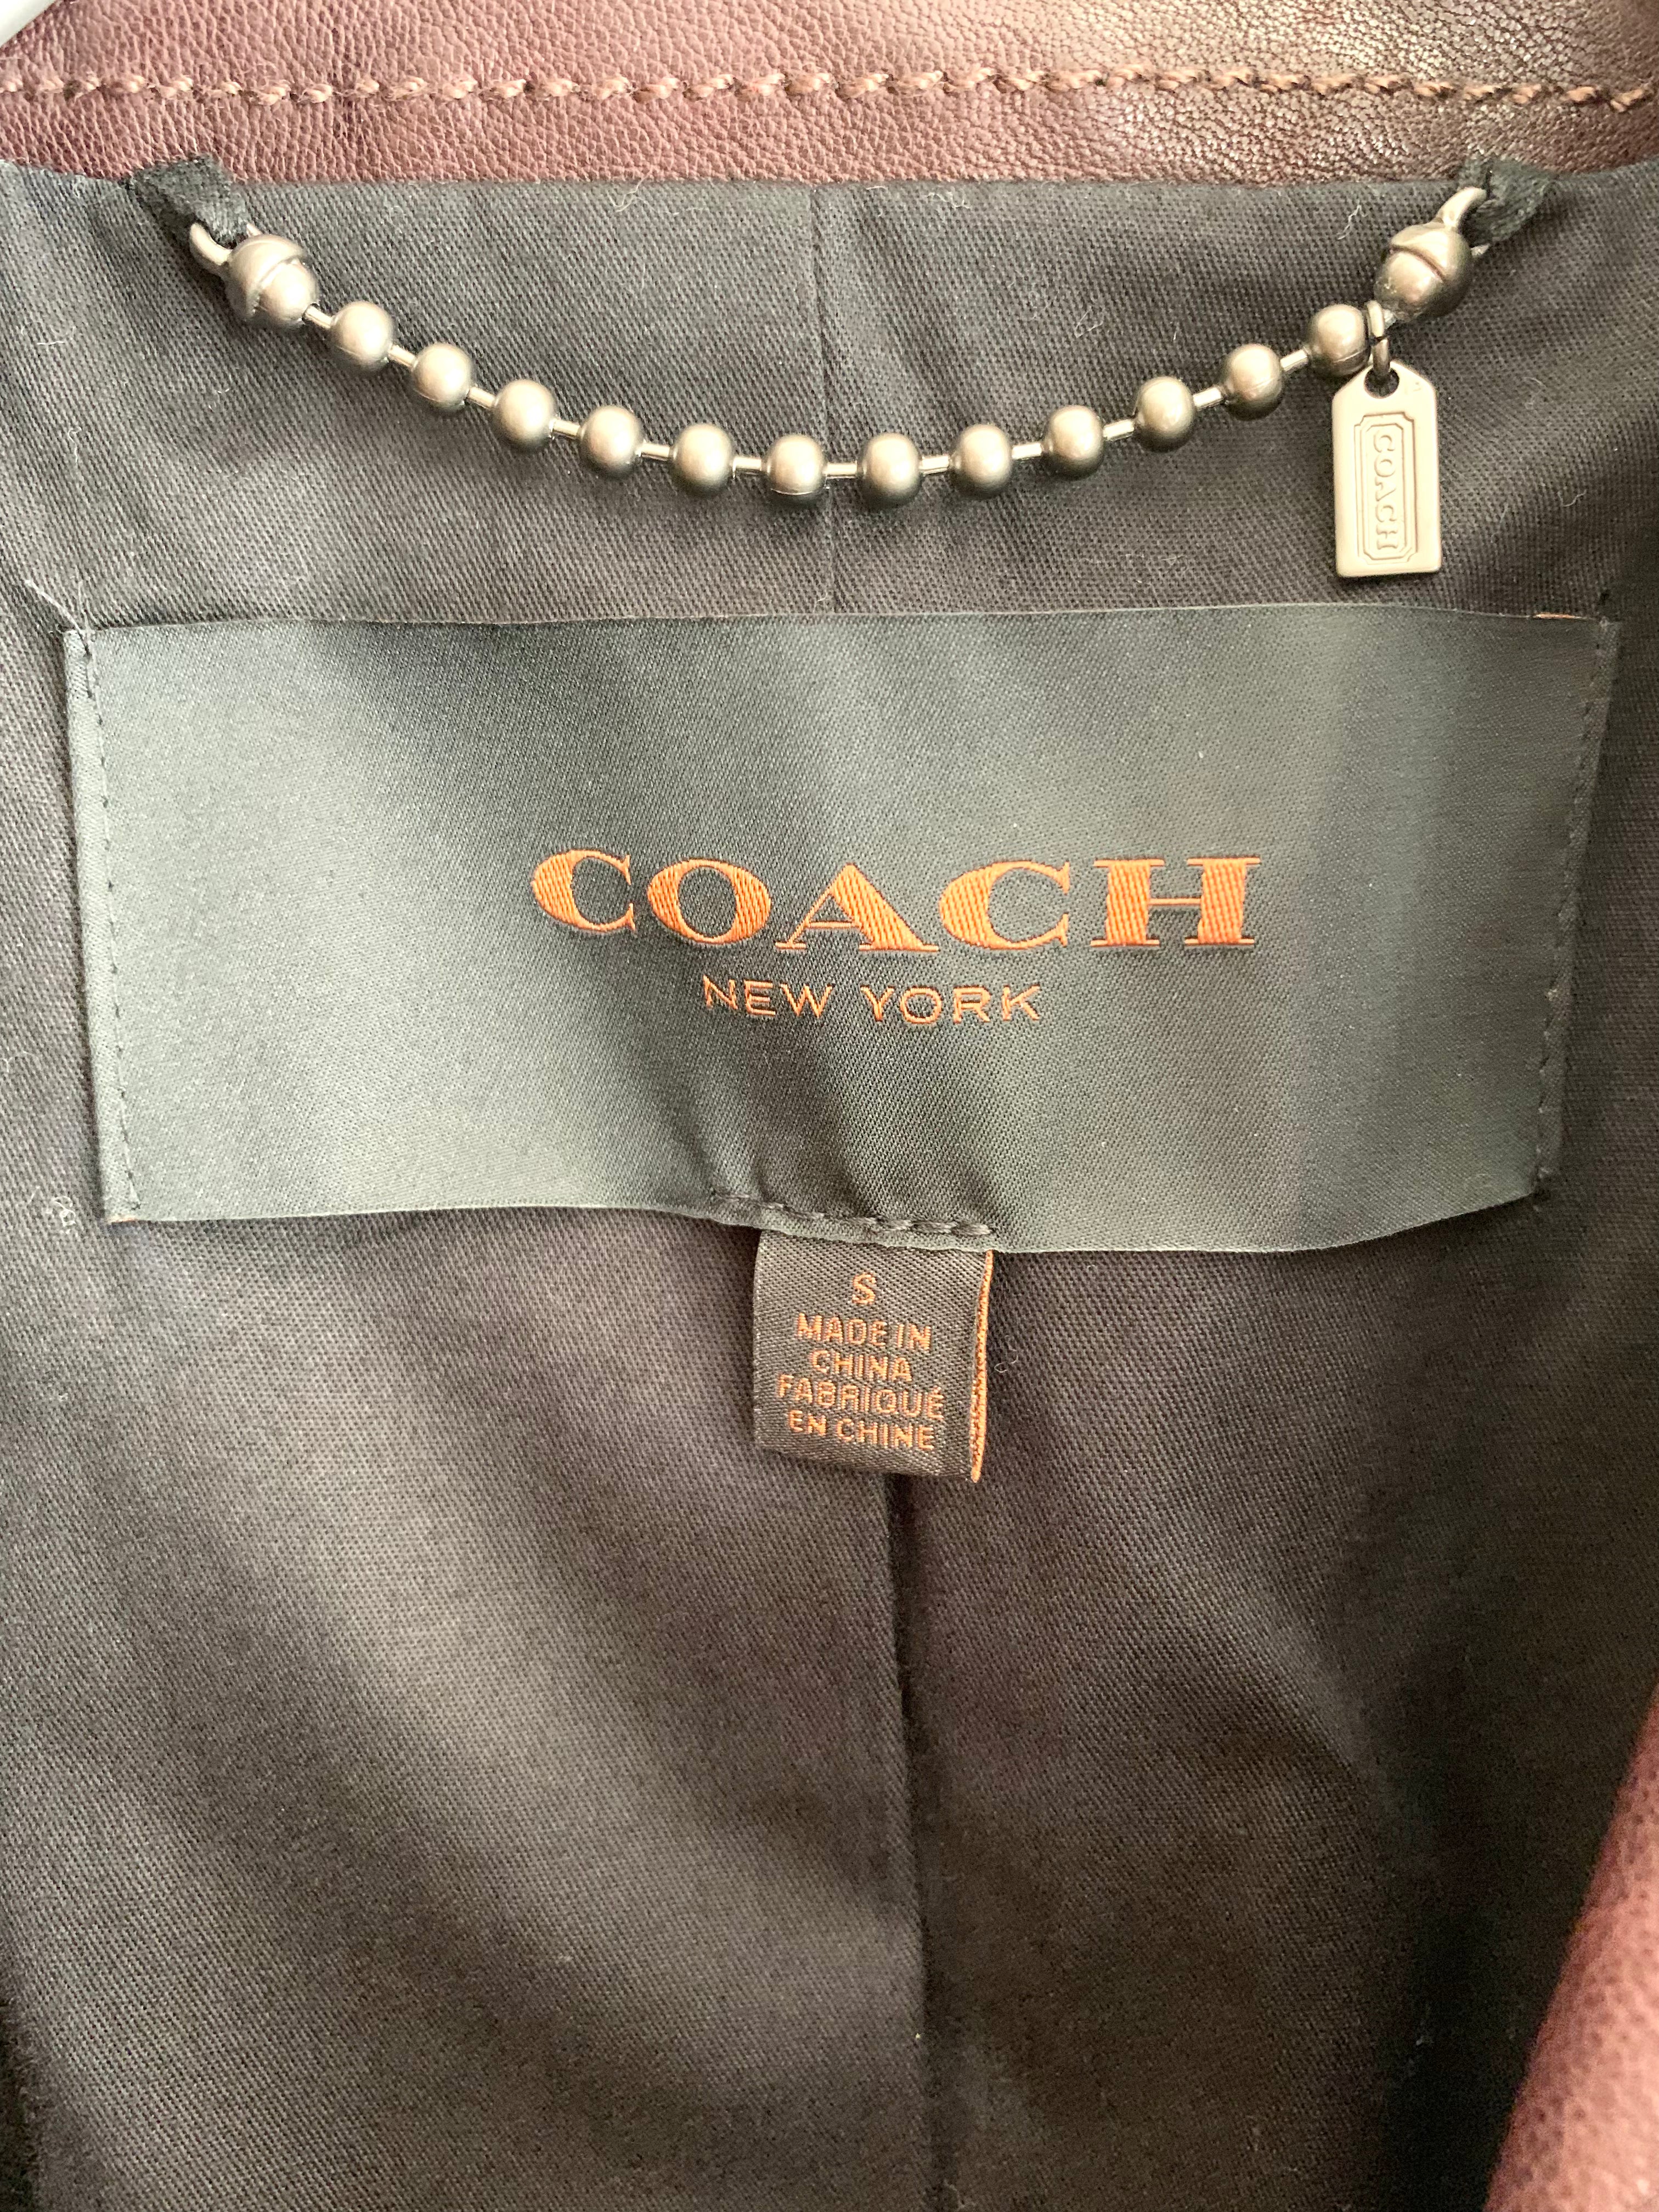 COACH
COACH
NEW YORK
S
MADE IN
CHINA
FABRIQUÉ
EN CHINE